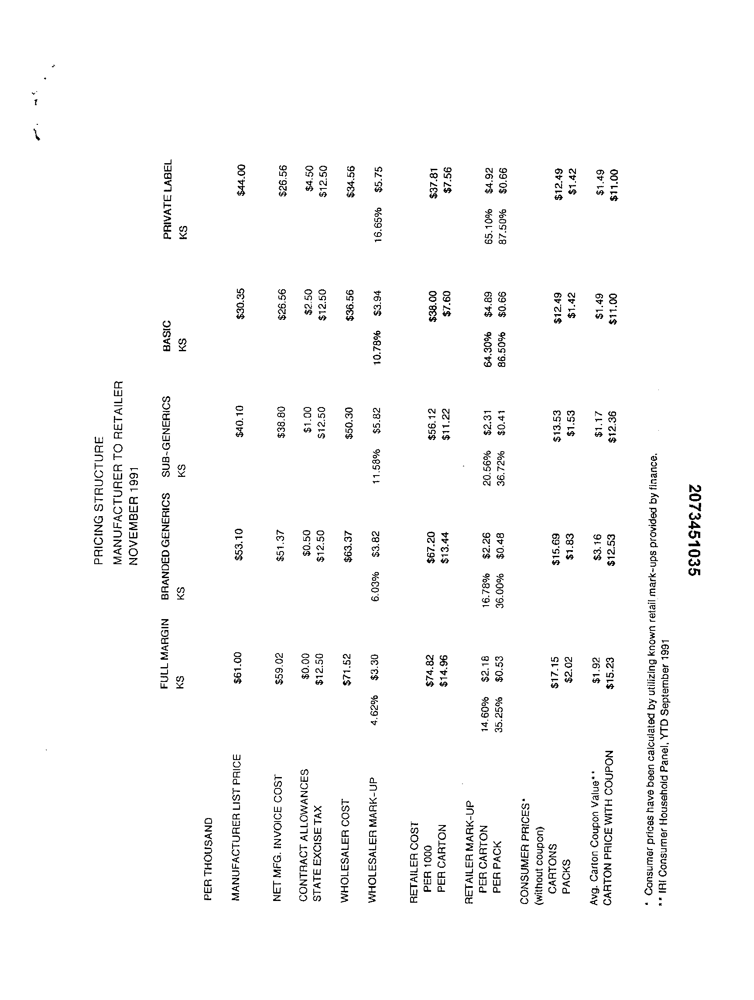 PRICING STRUCTURE
MANUFACTURER TO RETAILER
NOVEMBER 1991
FULL MARGIN BRANDED GENERICS SUB-GENERICS BASIC PRIVATE LABEL
KS KS KS KS KS
PER THOUSAND
MANUFACTURER LIST PRICE $61.00 $53.10 $40.10 $30.35 $44.00
NET MFG. INVOICE COST $59.02 $51.37 $38.80 $26.56 $26.56
CONTRACT ALLOWANCES $0.00 $0.50 $1.00 $2.50 $4.50
STATE EXCISE TAX $12.50 $12.50 $12.50 $12.50 $12.50
WHOLESALER COST $71.52 $63.37 $50.30 $36.56 $34.56
WHOLESALER MARK-UP 4.62% $3.30 6.03% $3.82 11.58% $5.82 10.78% $3.94 16.65% $5.75
RETAILER COST
PER 1000 $74.82 $67.20 $56.12 $38.00 $37.81
PER CARTON $14.96 $13.44 $11.22 $7.60 $7.56
RETAILER MARK-UP
PER CARTON 14.60% $2.18 16.78% $2.26 20.56% $2.31 64.30% $4.89 65.10% $4.92
PER PACK 35.25% $0.53 36.00% $0.48 36.72% $0.41 86.50% $0.66 87.50% $0.66
CONSUMER PRICES*
(without coupon)
CARTONS $17.15 $15.69 $13.53 $12.49 $12.49
PACKS $2.02 $1.83 $1.53 $1.42 $1.42
Avg. Carton Coupon Value** $1.92 $3.16 $1.17 $1.49 $1.49
CARTON PRICE WITH COUPON $15.23 $12.53 $12.36 $11.00 $11.00
* Consumer prices have been calculated by utilizing known retail mark-ups provided by finance.
** IRI Consumer Household Panel, YTD September 1991
2073451035